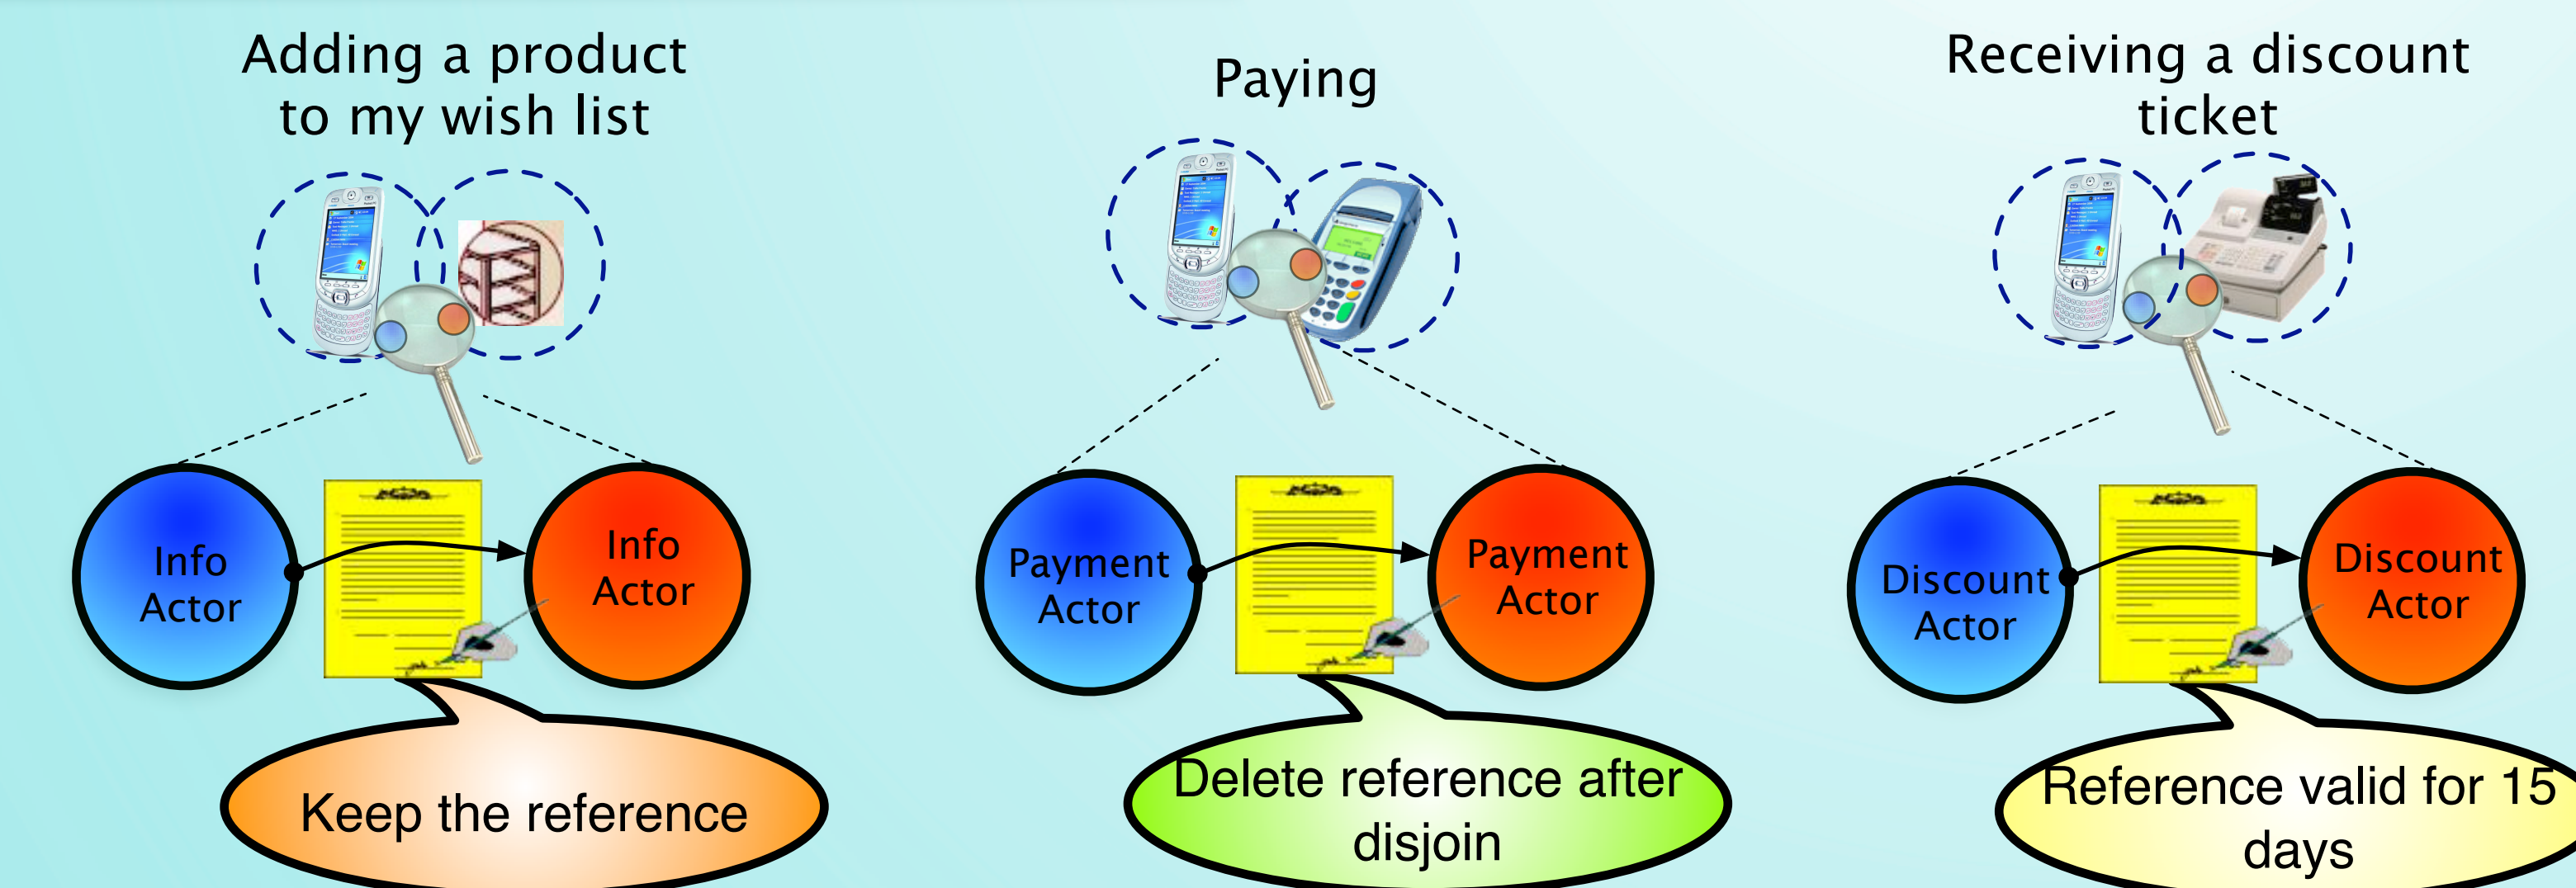 Adding a product
to my wish list
Paying
Receiving a discount
ticket
Info
Actor
Info
Actor
Payment
Actor
Payment
Actor
Discount
Actor
Discount
Actor
Keep the reference
Delete reference after
disjoin
Reference valid for 15
days